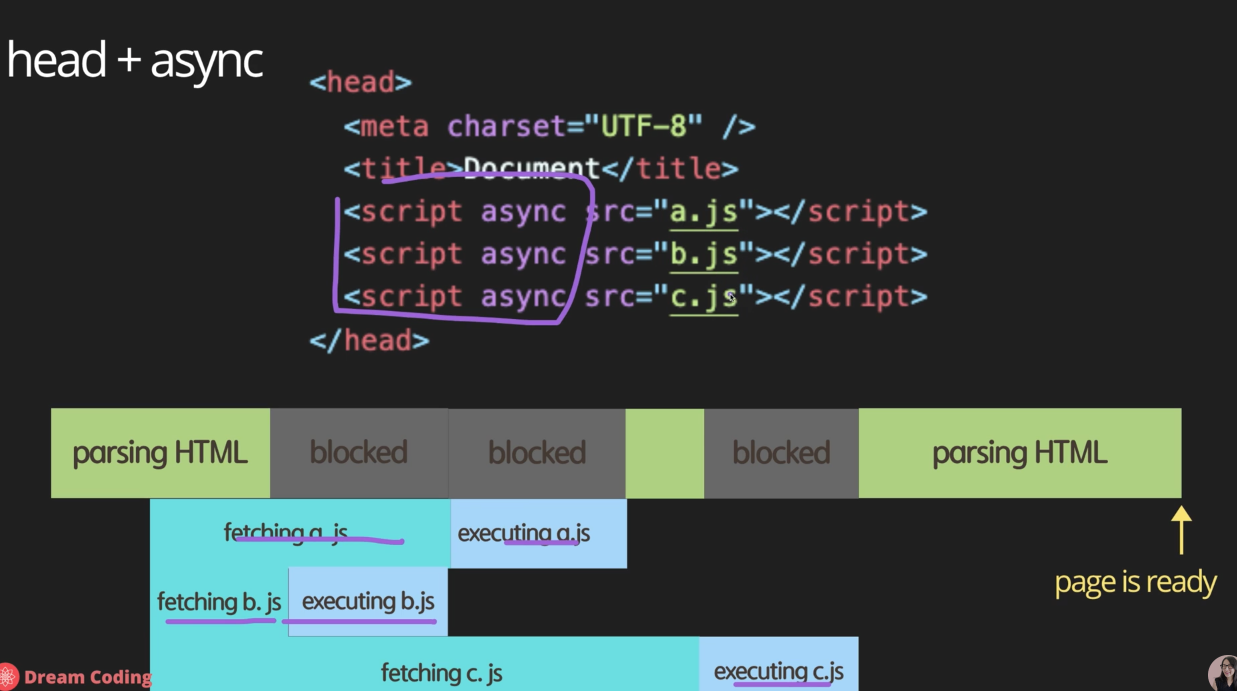 head + async
<head>
<meta charset="UTF-8" />
<title>Document</title>
<script async src="a.js"></script>
<script async src="b.js"></script>
<script async src="c.js"></script>
</head>
parsing HTML blocked blocked blocked parsing HTML
fetching a. js executing a.js
page is ready
fetching b. js executing b.js
fetching c. js executing c.js
Dream Coding